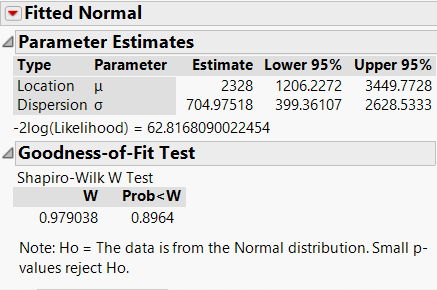 Fitted Normal
Parameter Estimates
Type Parameter Estimate Lower 95% Upper 95%
Location μ 2328 1206.2272 3449.7728
Dispersion σ 704.97518 399.36107 2628.5333
-2log(Likelihood) = 62.8168090022454
Goodness-of-Fit Test
Shapiro-Wilk W Test
W Prob<W
0.979038 0.8964
Note: Ho = The data is from the Normal distribution. Small p-
values reject Ho.